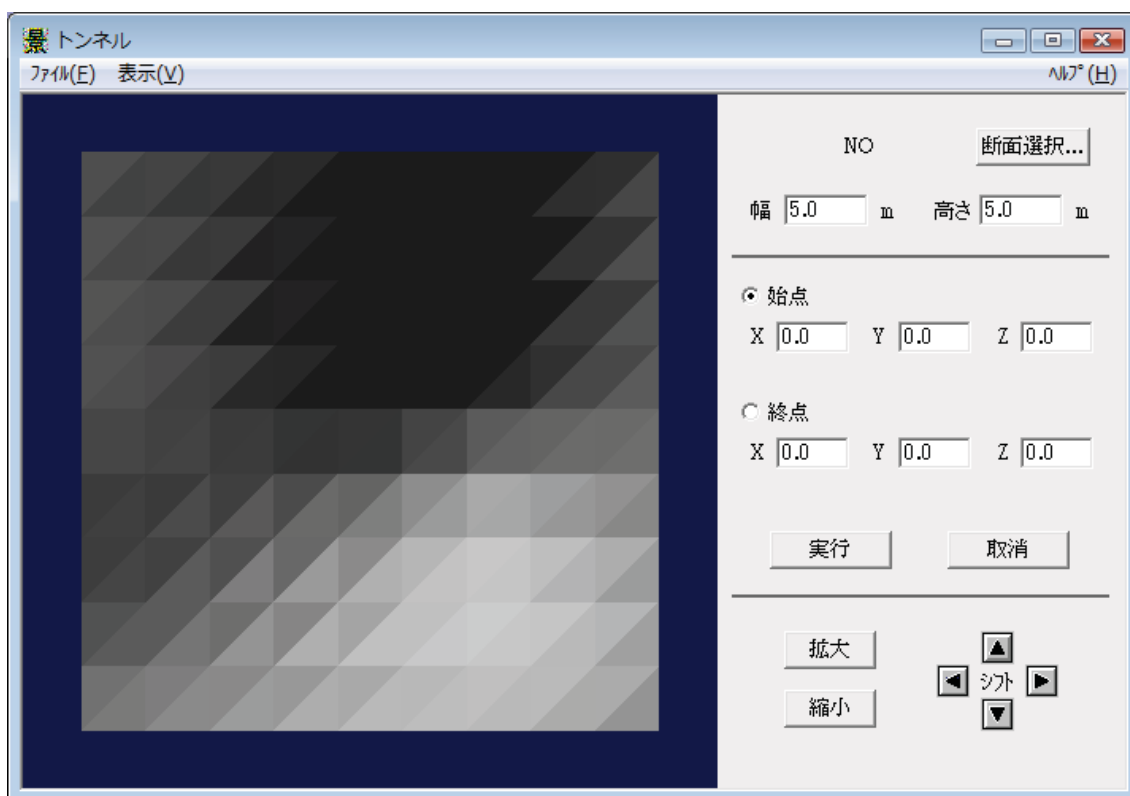 景 トンネル
ﾌｧｲﾙ(F) 表示(V) ﾍﾙﾌﾟ(H)
NO 断面選択...
幅 5.0 m 高さ 5.0 m
始点
X 0.0 Y 0.0 Z 0.0
終点
X 0.0 Y 0.0 Z 0.0
実行 取消
拡大
シフト
縮小